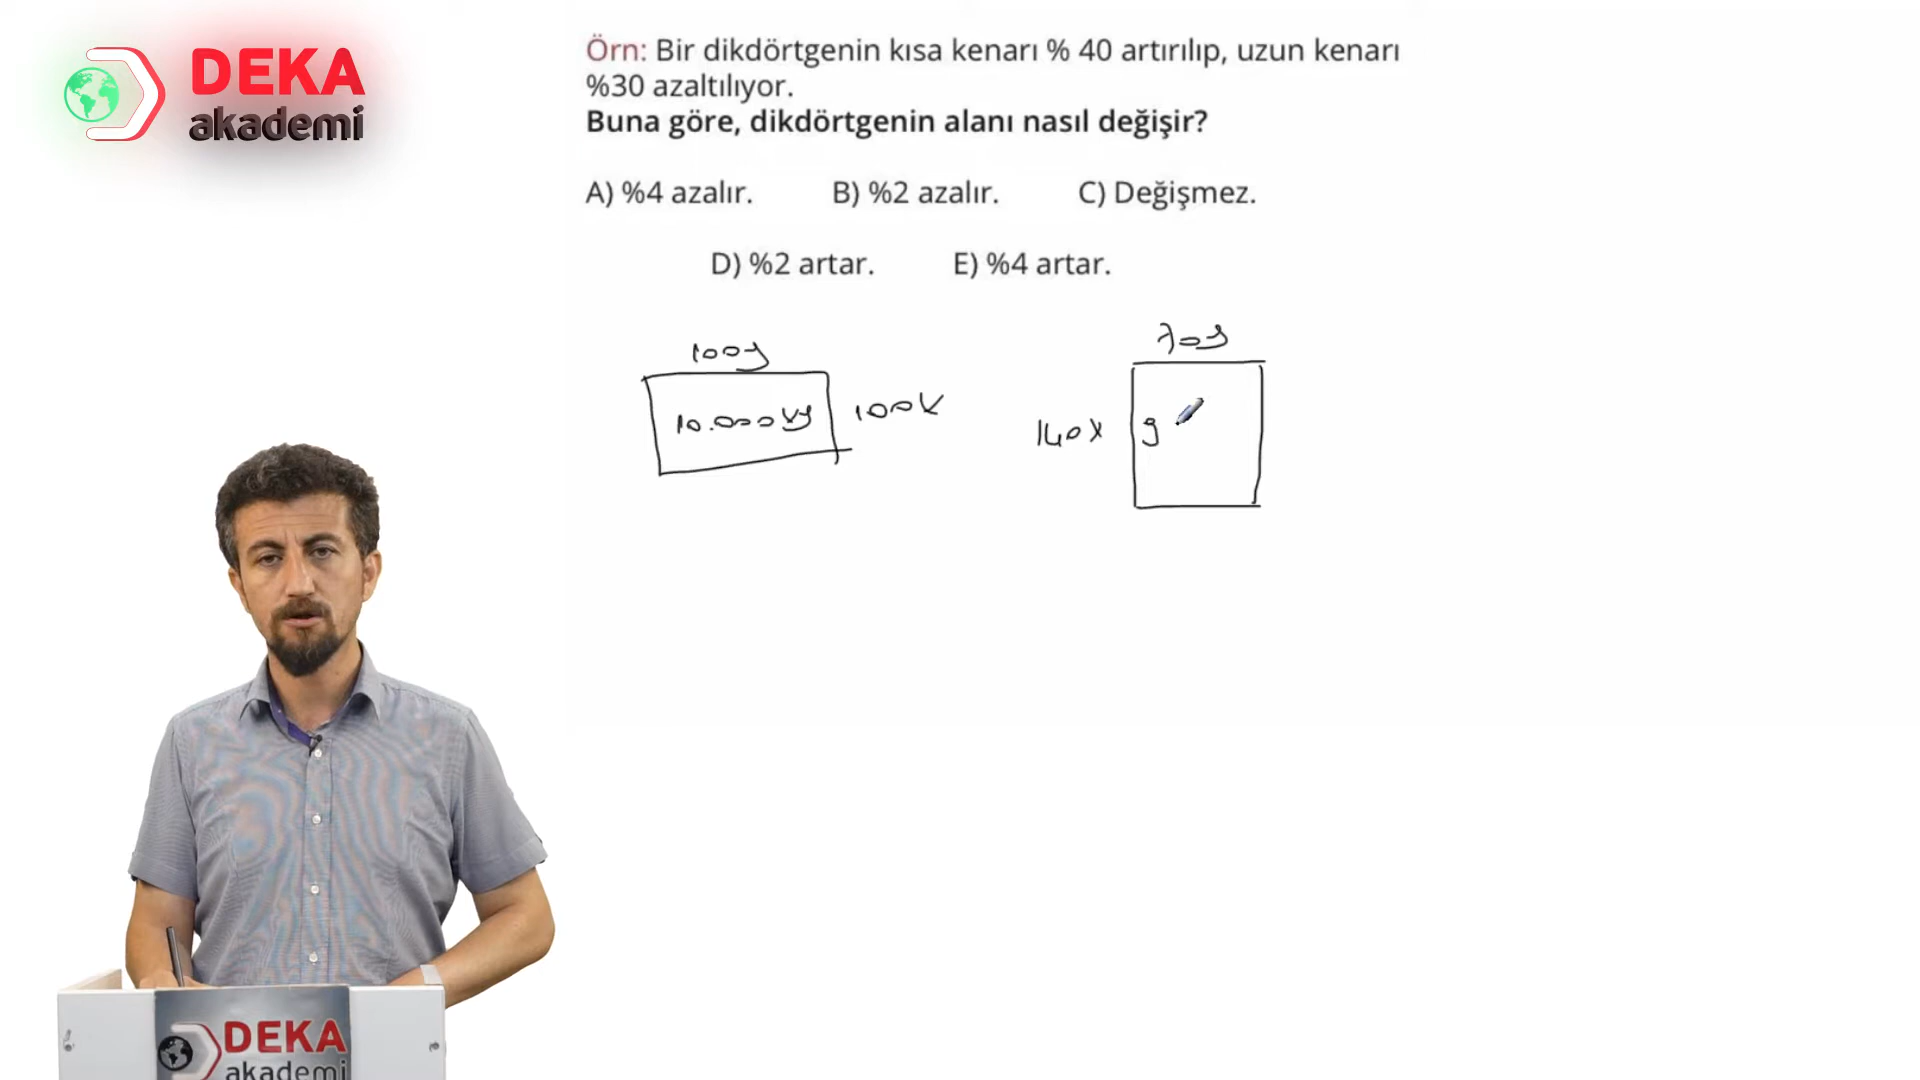 DEKA
akademi
Örn: Bir dikdörtgenin kısa kenarı % 40 artırılıp, uzun kenarı
%30 azaltılıyor.
Buna göre, dikdörtgenin alanı nasıl değişir?
A) %4 azalır. B) %2 azalır. C) Değişmez.
D) %2 artar. E) %4 artar.
100y
10.000xy
100x
70y
140x
9
DEKA
akademi